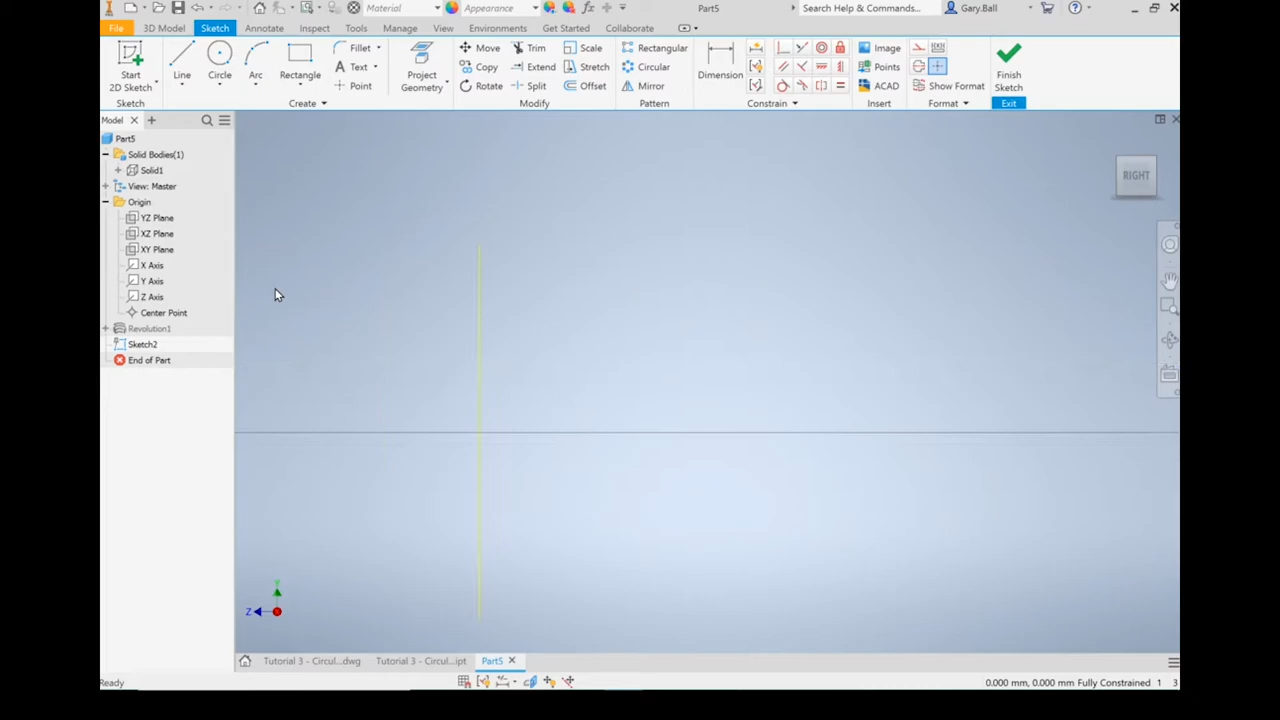 Material
Appearance
Part5
Search Help & Commands...
Gary.Ball
File
3D Model
Sketch
Annotate
Inspect
Tools
Manage
View
Environments
Get Started
Collaborate
Start
2D Sketch
Line
Circle
Arc
Rectangle
Fillet
Text
Point
Project
Geometry
Move
Copy
Rotate
Trim
Extend
Split
Scale
Stretch
Offset
Rectangular
Circular
Mirror
Dimension
Image
Points
ACAD
Show Format
Finish
Sketch
Sketch
Create
Modify
Pattern
Constrain
Insert
Format
Exit
Model
Part5
Solid Bodies(1)
Solid1
View: Master
Origin
YZ Plane
XZ Plane
XY Plane
X Axis
Y Axis
Z Axis
Center Point
Revolution1
Sketch2
End of Part
RIGHT
Y
Z
Tutorial 3 - Circul...dwg
Tutorial 3 - Circul...ipt
Part5
Ready
0.000 mm, 0.000 mm Fully Constrained 1 3